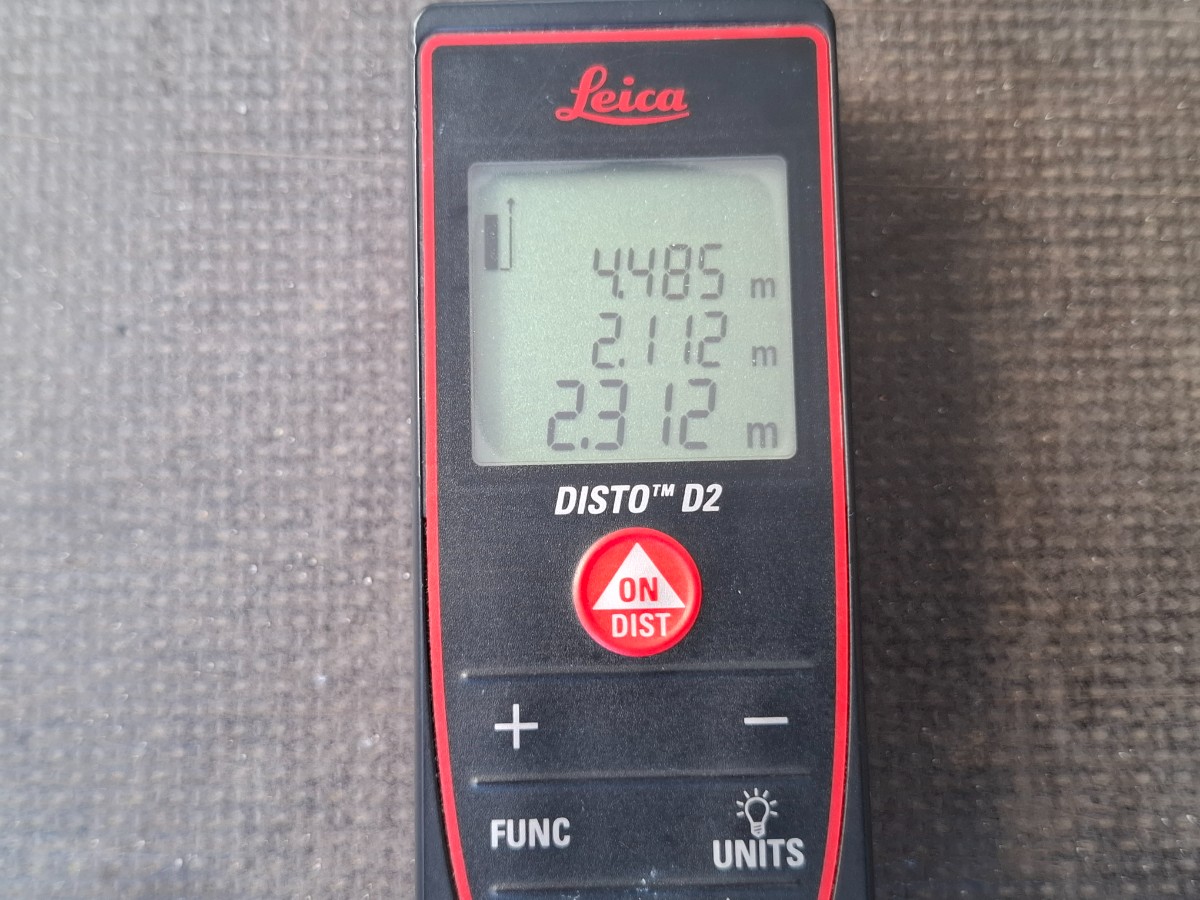 Leica
4.485 m
2.112 m
2.312 m
DISTO™ D2
ON
DIST
+ −
FUNC
UNITS